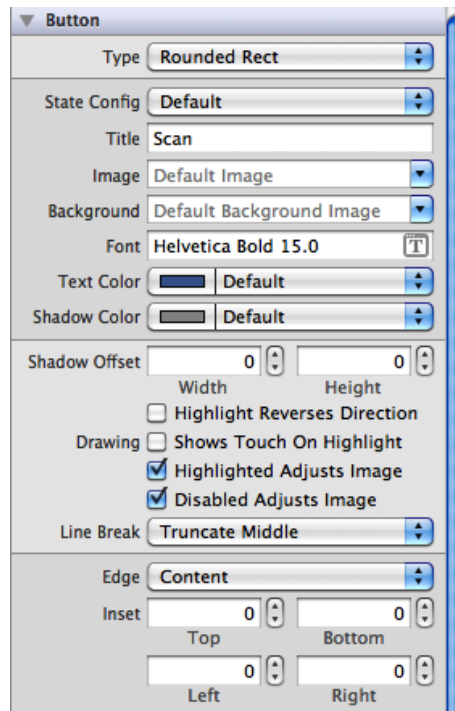 Button
Type Rounded Rect
State Config Default
Title Scan
Image Default Image
Background Default Background Image
Font Helvetica Bold 15.0 T
Text Color Default
Shadow Color Default
Shadow Offset 0 0
Width Height
Highlight Reverses Direction
Drawing Shows Touch On Highlight
Highlighted Adjusts Image
Disabled Adjusts Image
Line Break Truncate Middle
Edge Content
Inset 0 0
Top Bottom
0 0
Left Right